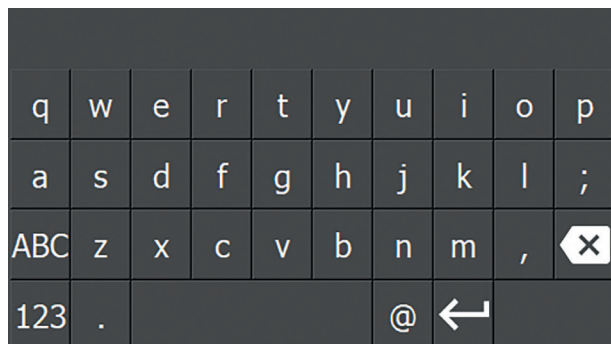 q w e r t y u i o p
a s d f g h j k l ;
ABC z x c v b n m ,
123 . @